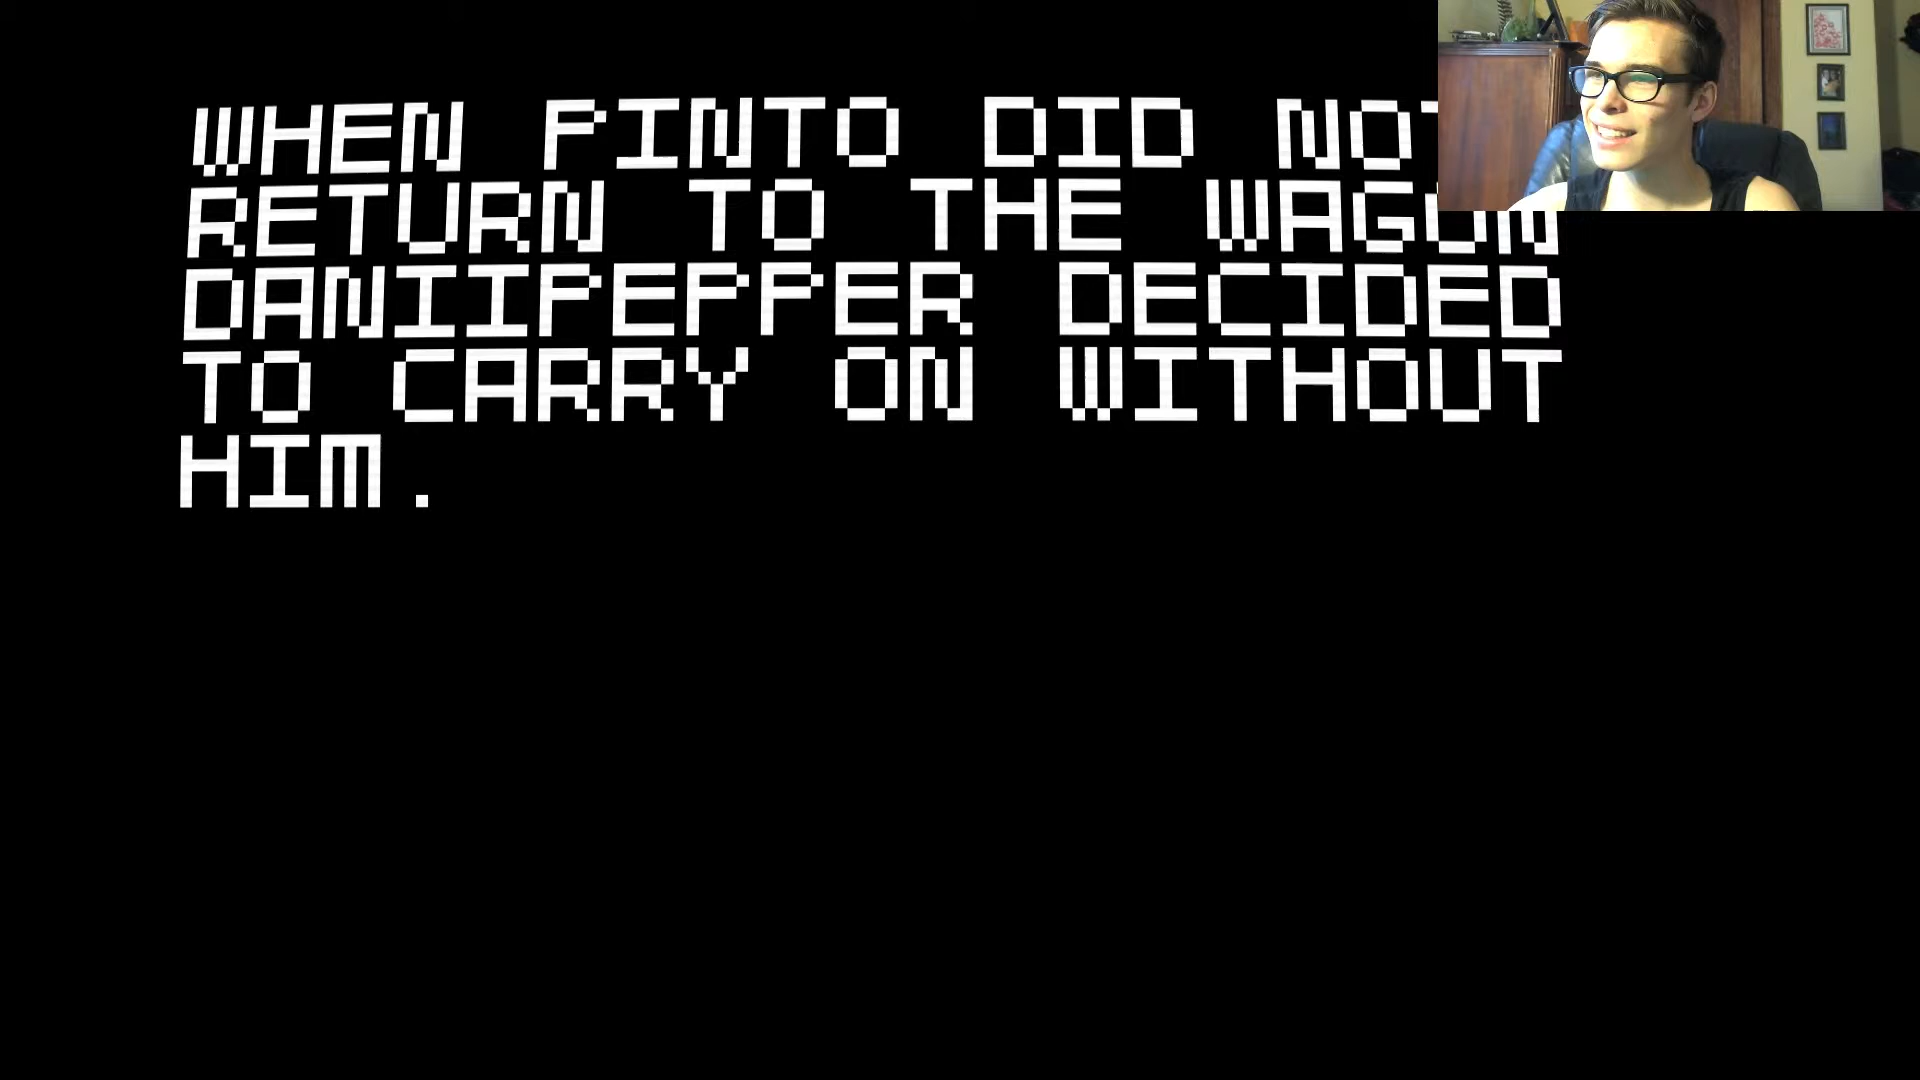 WHEN PINTO DID NOT
RETURN TO THE WAGON
DANIIPEPPER DECIDED
TO CARRY ON WITHOUT
HIM.